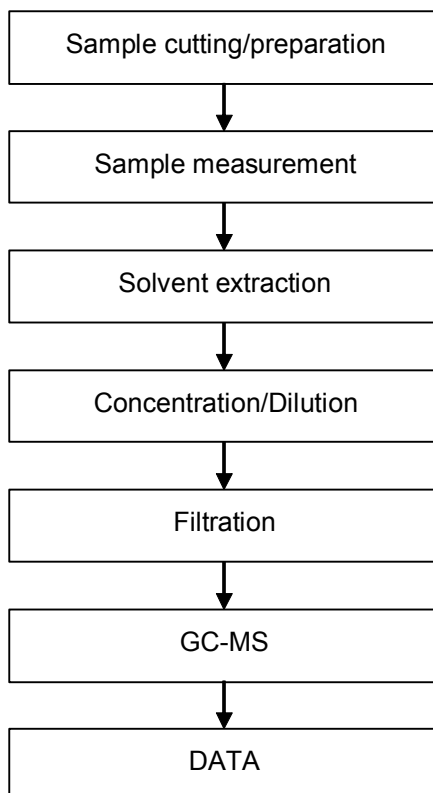 Sample cutting/preparation
Sample measurement
Solvent extraction
Concentration/Dilution
Filtration
GC-MS
DATA